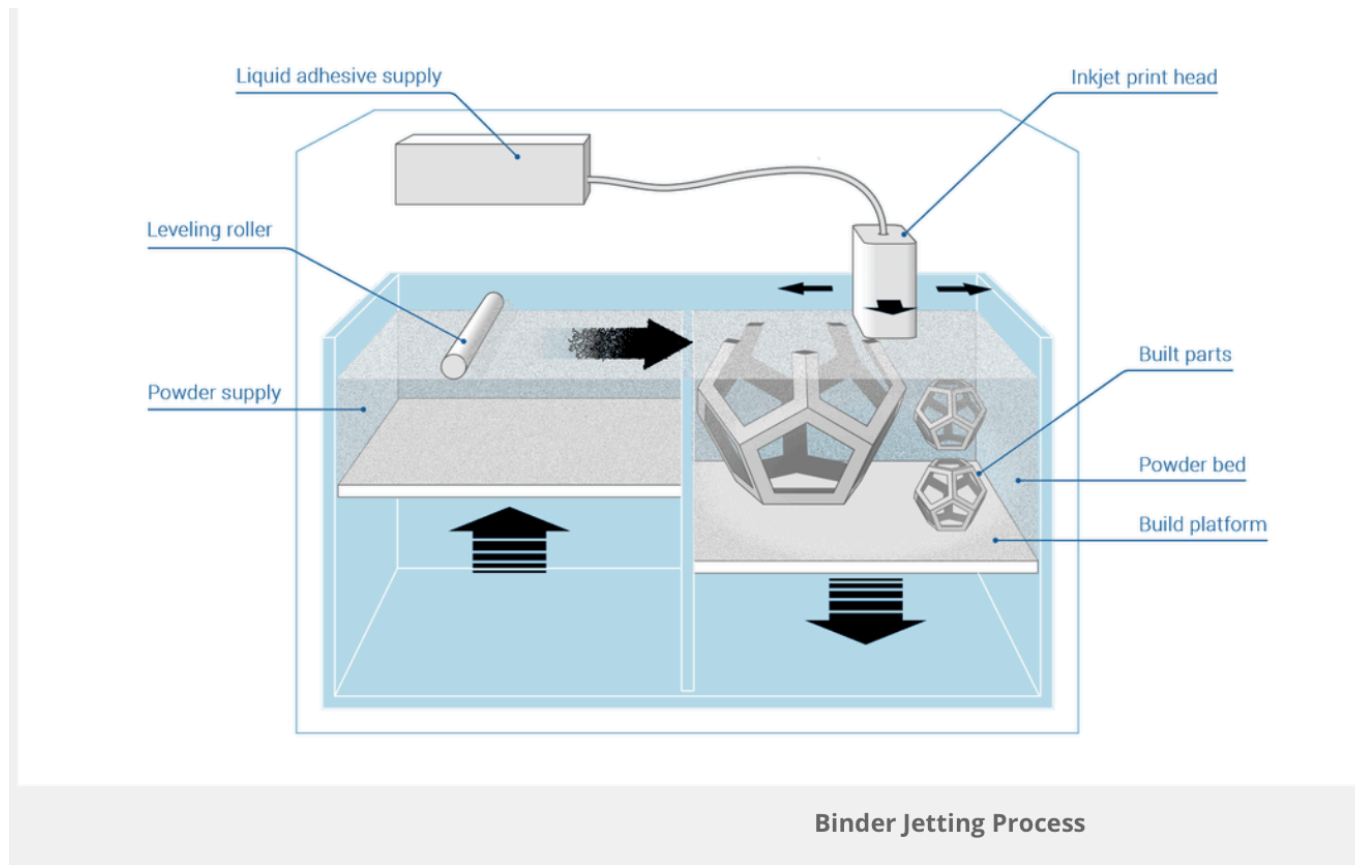 Liquid adhesive supply
Inkjet print head
Leveling roller
Built parts
Powder supply
Powder bed
Build platform
Binder Jetting Process